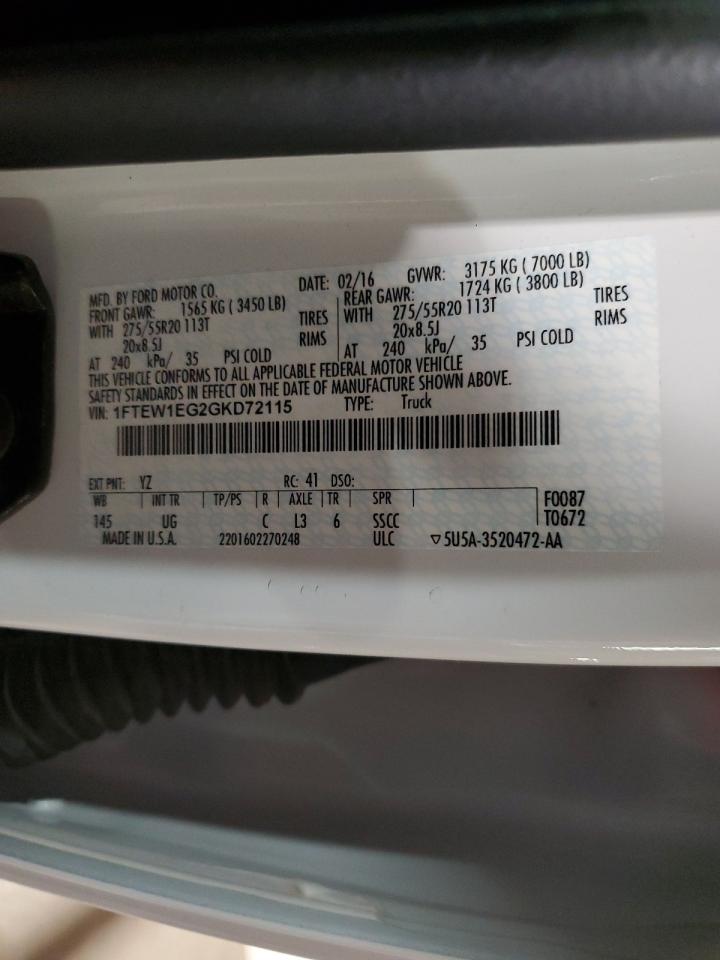 MFD. BY FORD MOTOR CO. DATE: 02/16 GVWR: 3175 KG ( 7000 LB)
FRONT GAWR: 1565 KG ( 3450 LB) REAR GAWR: 1724 KG ( 3800 LB)
WITH 275/55R20 113T TIRES WITH 275/55R20 113T TIRES
20x8.5J RIMS 20x8.5J RIMS
AT 240 kPa/ 35 PSI COLD AT 240 kPa/ 35 PSI COLD
THIS VEHICLE CONFORMS TO ALL APPLICABLE FEDERAL MOTOR VEHICLE
SAFETY STANDARDS IN EFFECT ON THE DATE OF MANUFACTURE SHOWN ABOVE.
VIN: 1FTEW1EG2GKD72115 TYPE: Truck
EXT PNT: YZ RC: 41 DSO:
WB INT TR TP/PS R AXLE TR SPR F0087
145 UG C L3 6 SSCC T0672
MADE IN U.S.A. 2201602270248 ULC ▽5U5A-3520472-AA